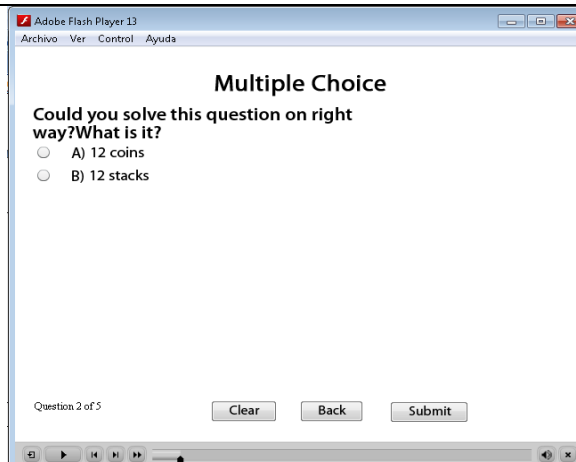 Adobe Flash Player 13
Archivo Ver Control Ayuda
Multiple Choice
Could you solve this question on right
way?What is it?
A) 12 coins
B) 12 stacks
Question 2 of 5
Clear Back Submit